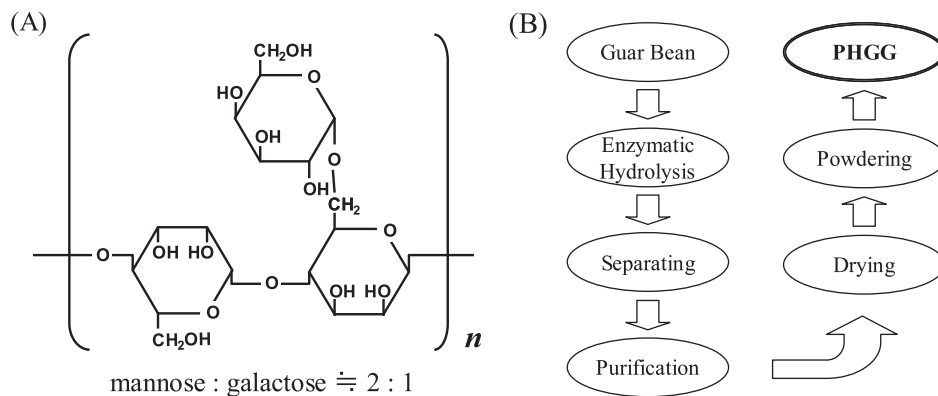 (A)
CH₂OH
O
HO
OH
HO
OH
O
CH₂
O
OH
HO
O
O
OH
HO
O
CH₂OH
n
mannose : galactose ≒ 2 : 1
(B)
Guar Bean
Enzymatic
Hydrolysis
Separating
Purification
Drying
Powdering
PHGG